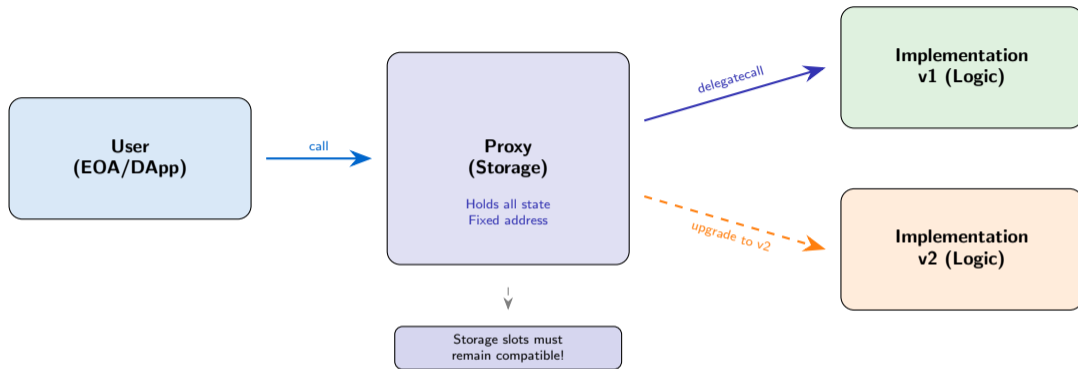 User
(EOA/DApp)
call
Proxy
(Storage)
Holds all state
Fixed address
delegatecall
Implementation
v1 (Logic)
upgrade to v2
Implementation
v2 (Logic)
Storage slots must
remain compatible!